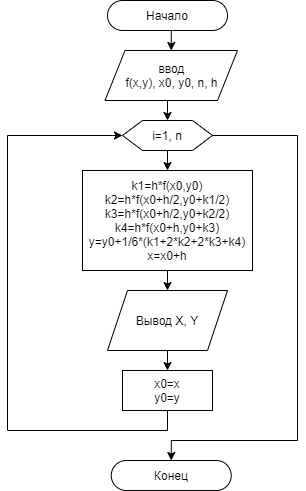 Начало
ввод
f(x,y), x0, y0, n, h
i=1, n
k1=h*f(x0,y0)
k2=h*f(x0+h/2,y0+k1/2)
k3=h*f(x0+h/2,y0+k2/2)
k4=h*f(x0+h,y0+k3)
y=y0+1/6*(k1+2*k2+2*k3+k4)
x=x0+h
Вывод X, Y
x0=x
y0=y
Конец